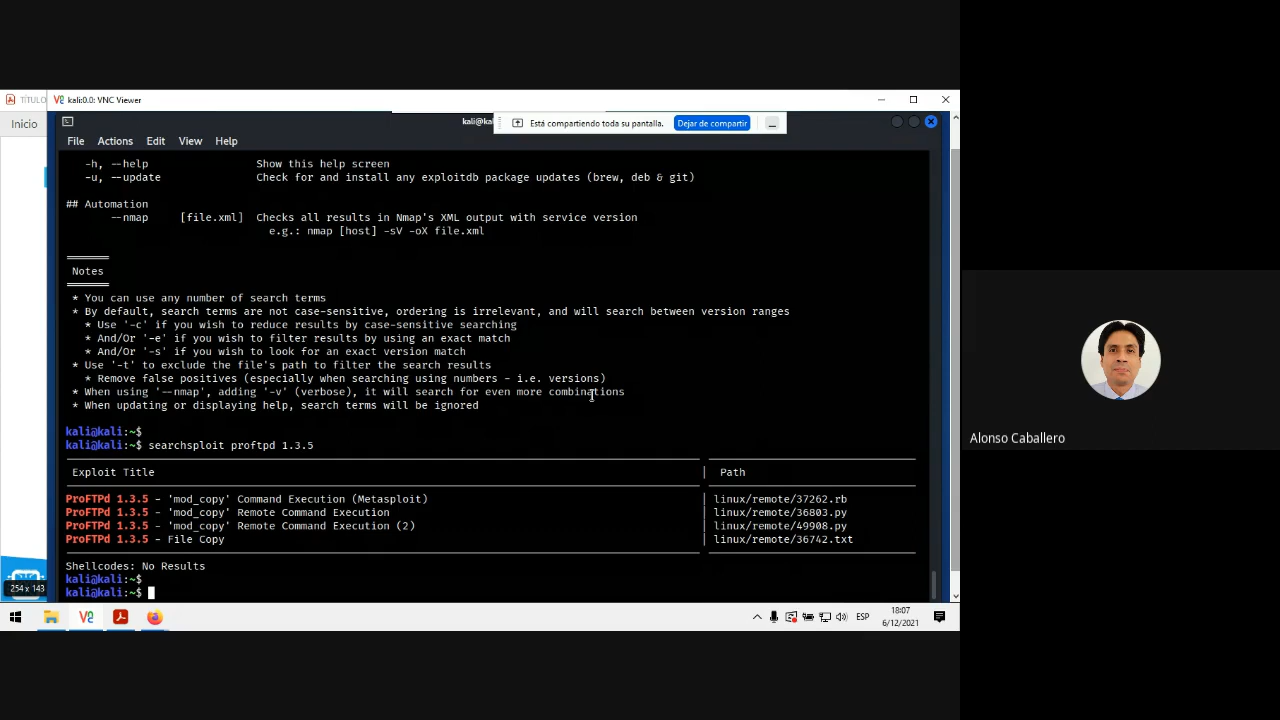 TÍTULO
kali:0.0: VNC Viewer
Inicio
kali@kal
Está compartiendo toda su pantalla.
Dejar de compartir
File Actions Edit View Help
-h, --help Show this help screen
-u, --update Check for and install any exploitdb package updates (brew, deb & git)
## Automation
--nmap [file.xml] Checks all results in Nmap's XML output with service version
e.g.: nmap [host] -sV -oX file.xml
Notes
* You can use any number of search terms
* By default, search terms are not case-sensitive, ordering is irrelevant, and will search between version ranges
* Use '-c' if you wish to reduce results by case-sensitive searching
* And/Or '-e' if you wish to filter results by using an exact match
* And/Or '-s' if you wish to look for an exact version match
* Use '-t' to exclude the file's path to filter the search results
* Remove false positives (especially when searching using numbers - i.e. versions)
* When using '--nmap', adding '-v' (verbose), it will search for even more combinations
* When updating or displaying help, search terms will be ignored
kali@kali:~$
kali@kali:~$ searchsploit proftpd 1.3.5
Exploit Title | Path
ProFTPd 1.3.5 - 'mod_copy' Command Execution (Metasploit) | linux/remote/37262.rb
ProFTPd 1.3.5 - 'mod_copy' Remote Command Execution | linux/remote/36803.py
ProFTPd 1.3.5 - 'mod_copy' Remote Command Execution (2) | linux/remote/49908.py
ProFTPd 1.3.5 - File Copy | linux/remote/36742.txt
Shellcodes: No Results
kali@kali:~$
kali@kali:~$
254 x 143
ESP
18:07
6/12/2021
Alonso Caballero